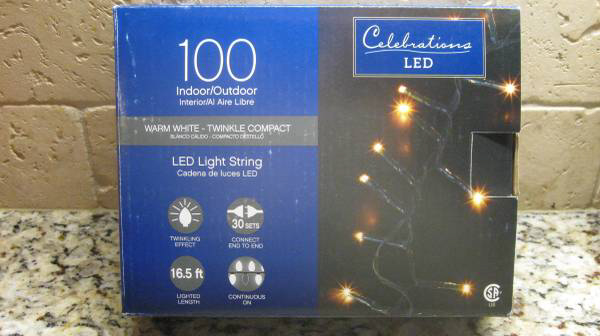 100
Indoor/Outdoor
Interior/Al Aire Libre
WARM WHITE - TWINKLE COMPACT
BLANCO CÁLIDO - COMPACTO DESTELLO
LED Light String
Cadena de luces LED
TWINKLING
EFFECT
30 SETS
CONNECT
END TO END
16.5 ft
LIGHTED
LENGTH
CONTINUOUS
ON
Celebrations
LED